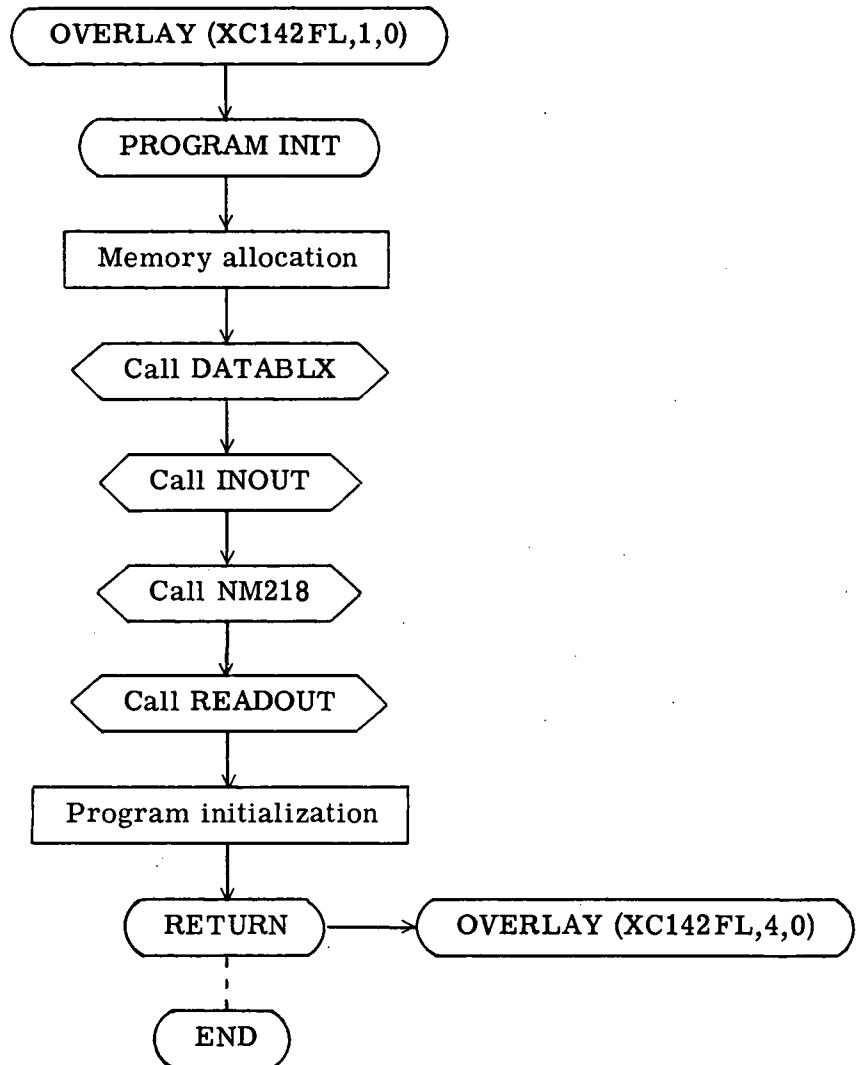 OVERLAY (XC142FL,1,0)
PROGRAM INIT
Memory allocation
Call DATABLX
Call INOUT
Call NM218
Call READOUT
Program initialization
RETURN
OVERLAY (XC142FL,4,0)
END